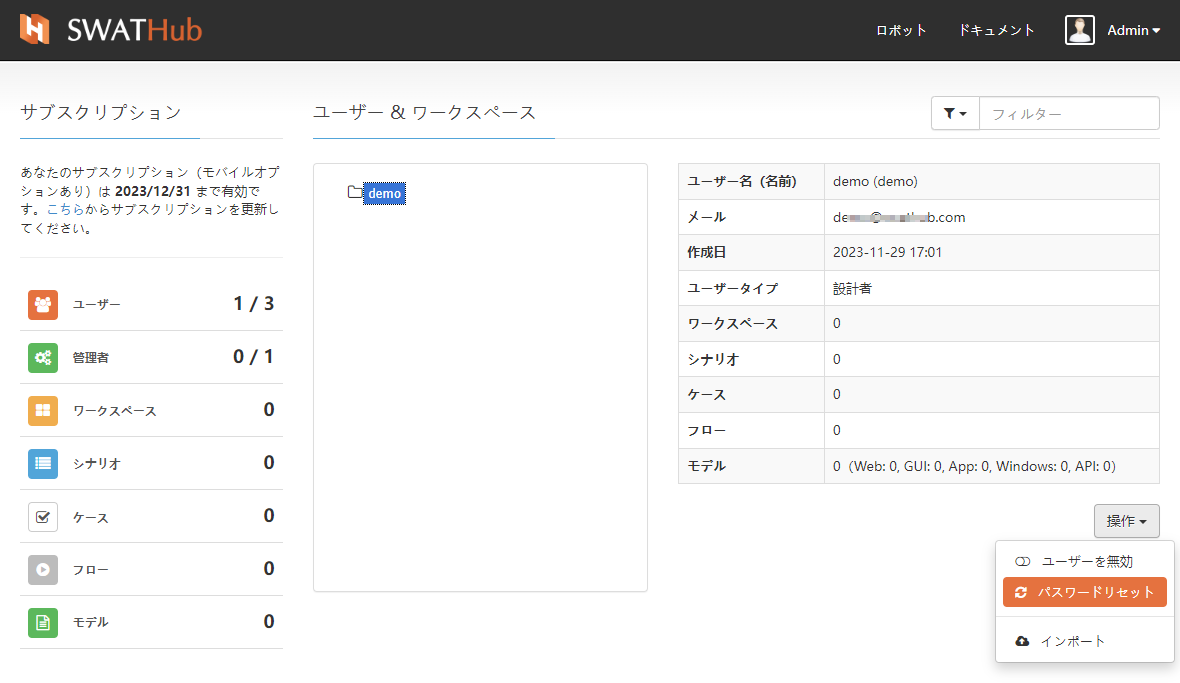 SWATHub
ロボット
ドキュメント
Admin
サブスクリプション
あなたのサブスクリプション（モバイルオプ
ションあり）は 2023/12/31 まで有効で
す。こちらからサブスクリプションを更新し
てください。
ユーザー 1 / 3
管理者 0 / 1
ワークスペース 0
シナリオ 0
ケース 0
フロー 0
モデル 0
ユーザー & ワークスペース
フィルター
demo
ユーザー名（名前） demo (demo)
メール b.com
作成日 2023-11-29 17:01
ユーザータイプ 設計者
ワークスペース 0
シナリオ 0
ケース 0
フロー 0
モデル 0（Web: 0, GUI: 0, App: 0, Windows: 0, API: 0）
操作
ユーザーを無効
パスワードリセット
インポート